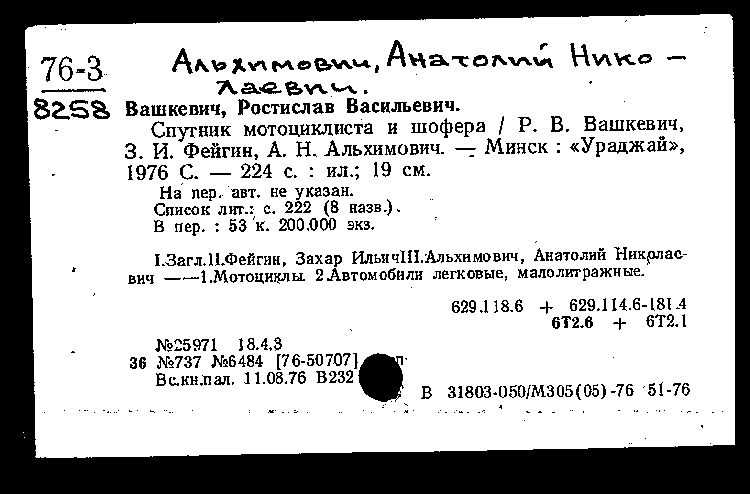 76-3
8258
Альхимович, Анатолий Нико-
лаевич.
Вашкевич, Ростислав Васильевич.
Спутник мотоциклиста и шофера / Р. В. Вашкевич,
З. И. Фейгин, А. Н. Альхимович. — Минск : «Ураджай»,
1976 С. — 224 с. : ил.; 19 см.
На пер. авт. не указан.
Список лит.: с. 222 (8 назв.).
В пер. : 53 к. 200.000 экз.
I.Загл.II.Фейгин, Захар ИльичIII.Альхимович, Анатолий Николае-
вич ——1.Мотоциклы. 2.Автомобили легковые, малолитражные.
629.118.6 + 629.114.6-181.4
6Т2.6 + 6Т2.1
№25971 18.4.3
36 №737 №6484 [76-50707]
Вс.кн.пал. 11.08.76 В232
В 31803-050/М305(05)-76 51-76